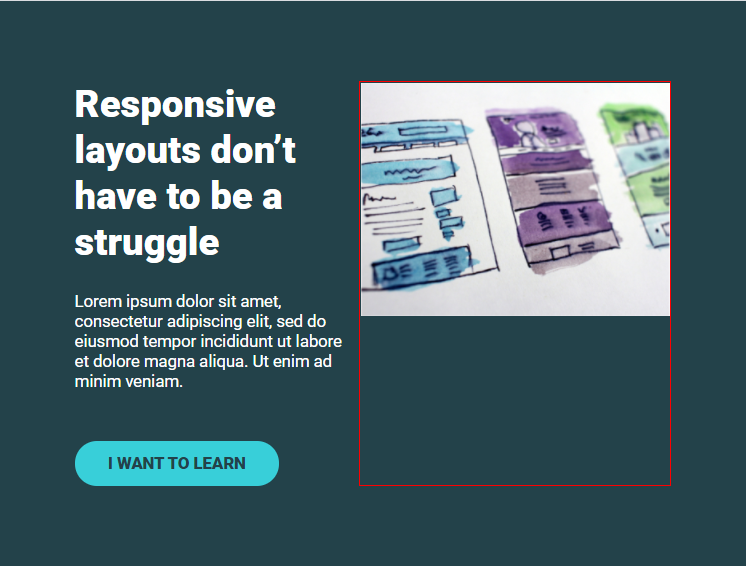 Responsive
layouts don’t
have to be a
struggle
Lorem ipsum dolor sit amet,
consectetur adipiscing elit, sed do
eiusmod tempor incididunt ut labore
et dolore magna aliqua. Ut enim ad
minim veniam.
I WANT TO LEARN